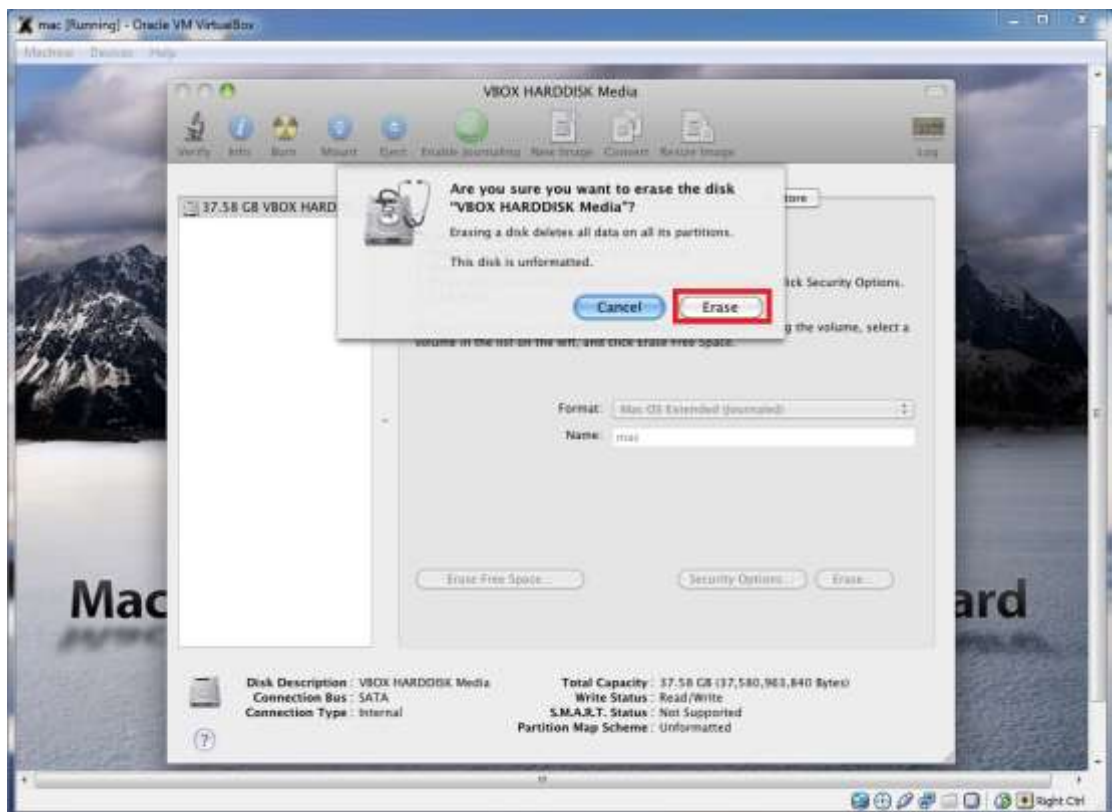 mac [Running] - Oracle VM VirtualBox
Machine Devices Help
VBOX HARDDISK Media
Verify Info Burn Mount Eject Enable Journaling New Image Convert Resize Image Log
Are you sure you want to erase the disk
"VBOX HARDDISK Media"?
Erasing a disk deletes all data on all its partitions.
This disk is unformatted.
Cancel Erase
37.58 GB VBOX HARD
tore
lick Security Options.
g the volume, select a
volume in the list on the left, and click Erase Free Space.
Format: Mac OS Extended (Journaled)
Name: mac
Erase Free Space... Security Options... Erase...
Mac ard
Disk Description : VBOX HARDDISK Media
Connection Bus : SATA
Connection Type : Internal
Total Capacity : 37.58 GB (37,580,963,840 Bytes)
Write Status : Read/Write
S.M.A.R.T. Status : Not Supported
Partition Map Scheme : Unformatted
?
Right Ctrl